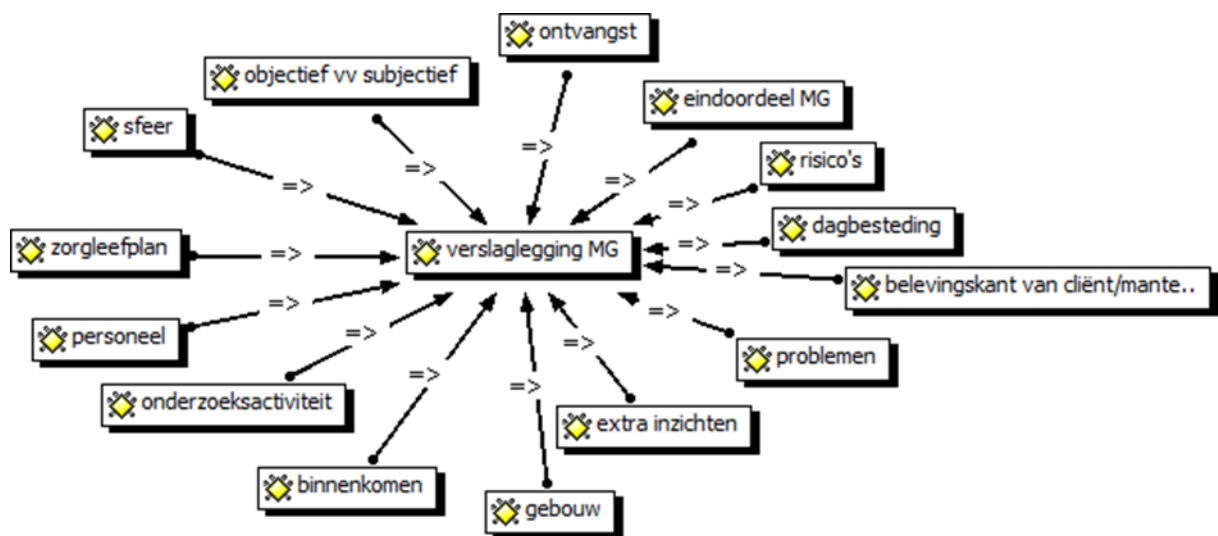 ontvangst
objectief vv subjectief
eindoordeel MG
sfeer
risico's
=>
=>
=>
=>
=>
dagbesteding
zorgleefplan
=>
verslaglegging MG
=>
=>
belevingskant van cliënt/mante..
personeel
=>
=>
=>
=>
problemen
onderzoeksactiviteit
=>
=>
extra inzichten
binnenkomen
gebouw